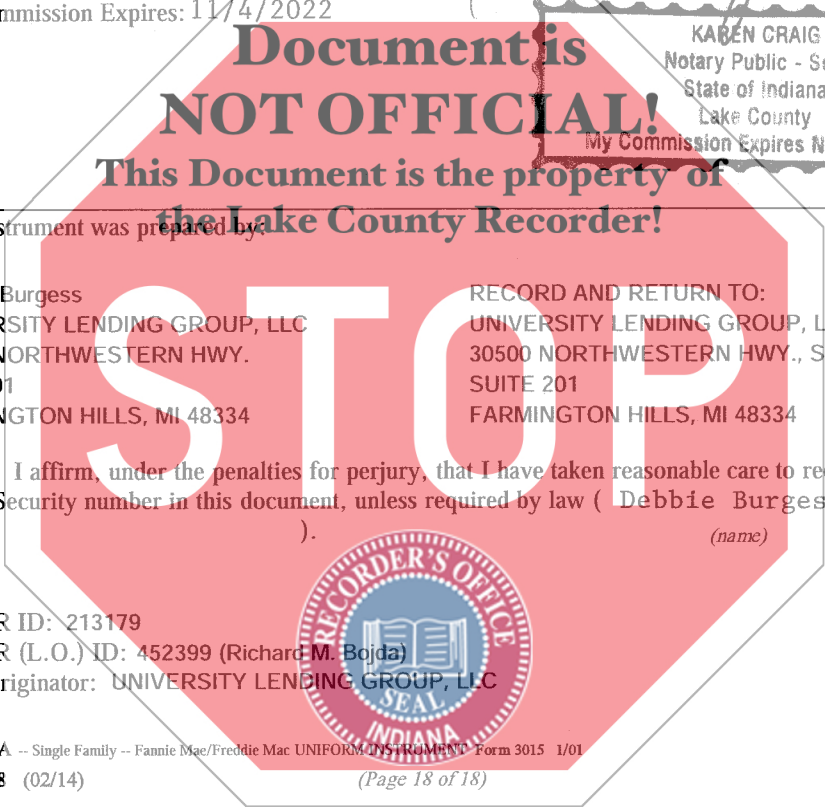 mmission Expires: 11/4/2022
Document is
NOT OFFICIAL!
This Document is the property of
the Lake County Recorder!
KAREN CRAIG
Notary Public - Se
State of Indiana
Lake County
My Commission Expires N
strument was prepared by:
Burgess
RSITY LENDING GROUP, LLC
NORTHWESTERN HWY.
01
NGTON HILLS, MI 48334
RECORD AND RETURN TO:
UNIVERSITY LENDING GROUP, L
30500 NORTHWESTERN HWY., S
SUITE 201
FARMINGTON HILLS, MI 48334
STOP
I affirm, under the penalties for perjury, that I have taken reasonable care to re
Security number in this document, unless required by law ( Debbie Burges
).
(name)
RECORDER'S OFFICE
SEAL
INDIANA
R ID: 213179
R (L.O.) ID: 452399 (Richard M. Bojda)
riginator: UNIVERSITY LENDING GROUP, LLC
A -- Single Family -- Fannie Mae/Freddie Mac UNIFORM INSTRUMENT Form 3015 1/01
8 (02/14)
(Page 18 of 18)